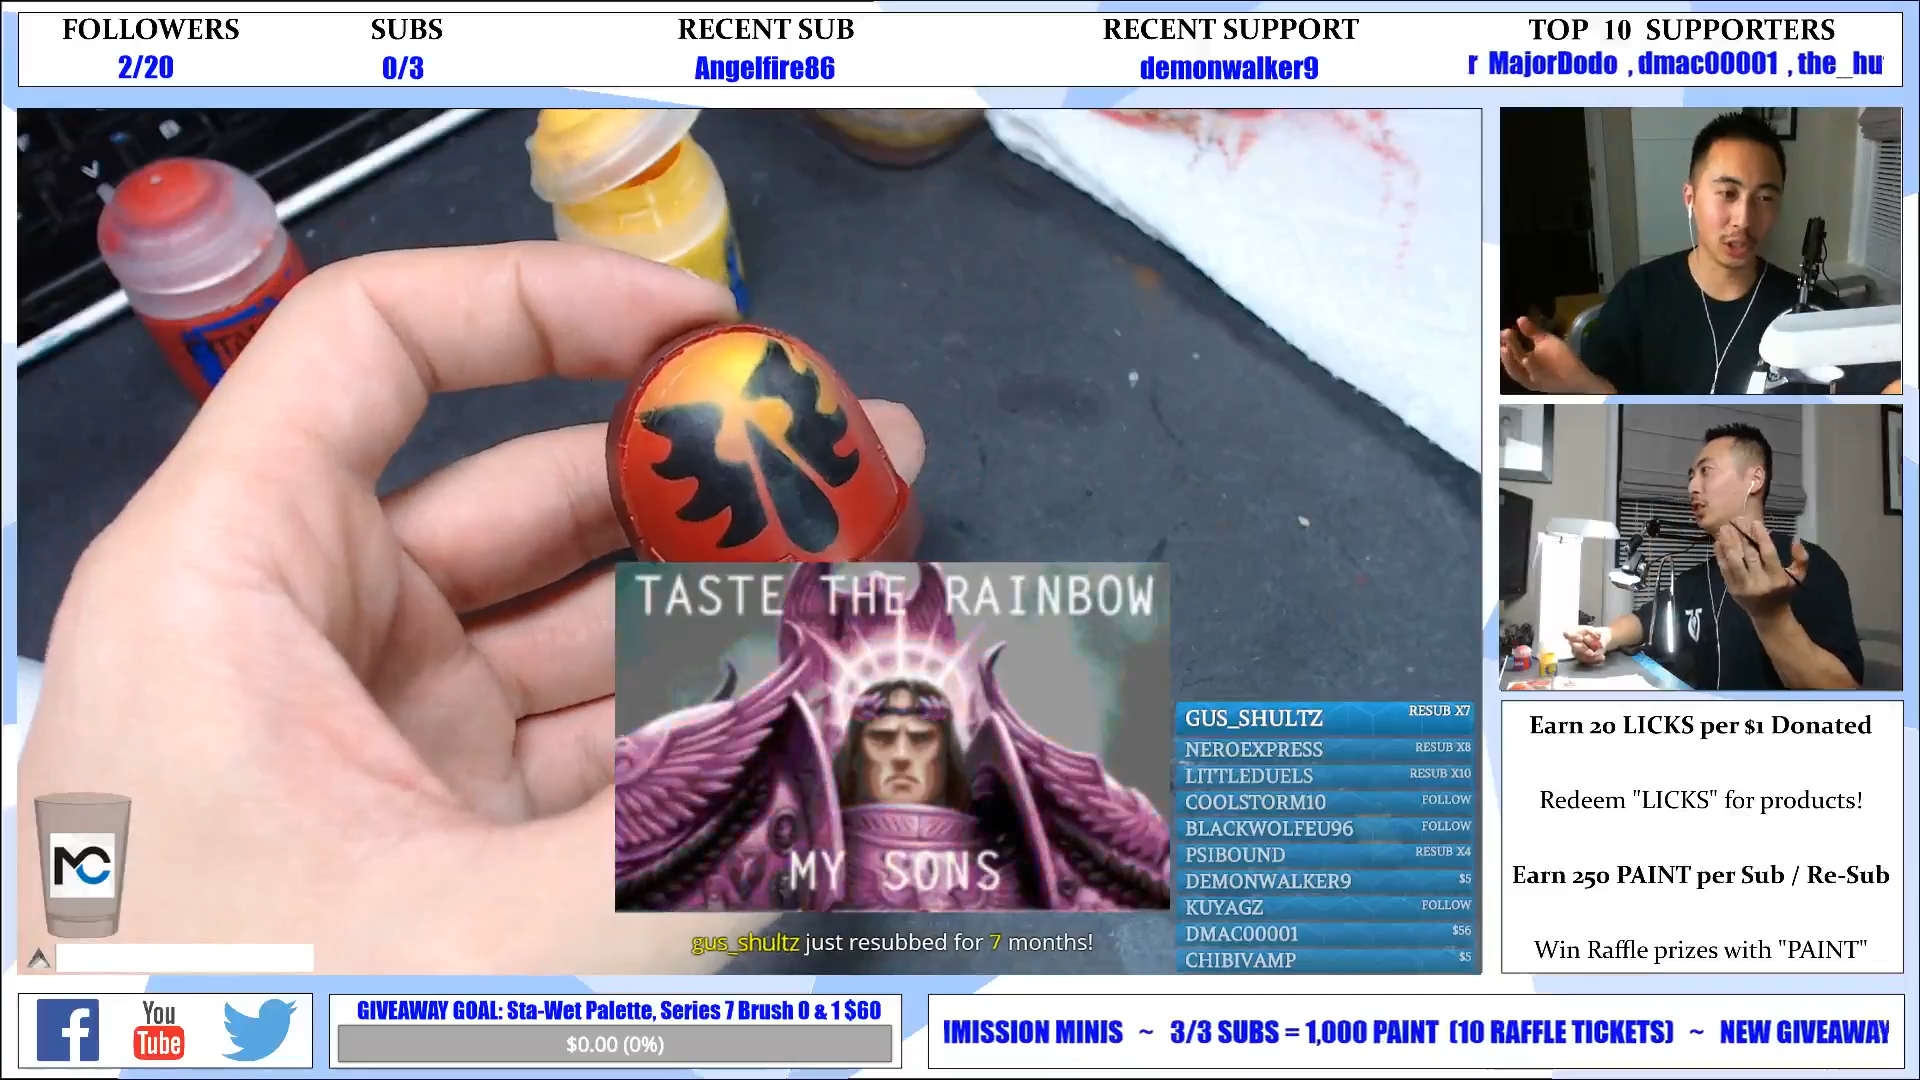 FOLLOWERS
2/20
SUBS
0/3
RECENT SUB
Angelfire86
RECENT SUPPORT
demonwalker9
TOP 10 SUPPORTERS
r MajorDodo , dmac00001 , the_hu
TASTE THE RAINBOW
MY SONS
gus_shultz just resubbed for 7 months!
GUS_SHULTZ RESUB X7
NEROEXPRESS RESUB X8
LITTLEDUELS RESUB X10
COOLSTORM10 FOLLOW
BLACKWOLFEU96 FOLLOW
PSIBOUND RESUB X4
DEMONWALKER9 $5
KUYAGZ FOLLOW
DMAC00001 $56
CHIBIVAMP $5
Earn 20 LICKS per $1 Donated
Redeem "LICKS" for products!
Earn 250 PAINT per Sub / Re-Sub
Win Raffle prizes with "PAINT"
MC
f
You
Tube
GIVEAWAY GOAL: Sta-Wet Palette, Series 7 Brush 0 & 1 $60
$0.00 (0%)
IMISSION MINIS ~ 3/3 SUBS = 1,000 PAINT (10 RAFFLE TICKETS) ~ NEW GIVEAWAY